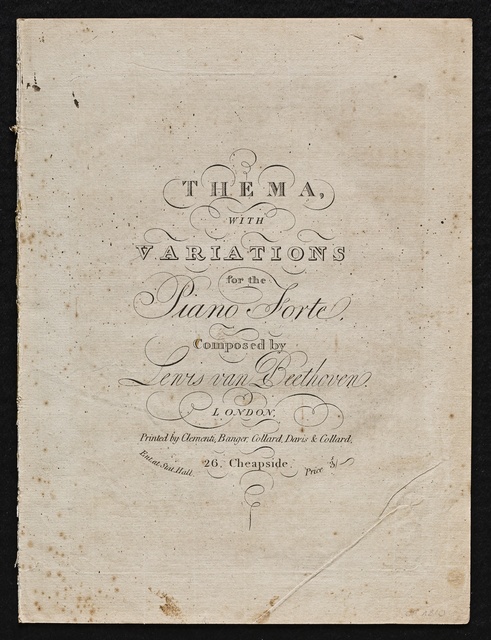 THEMA,
WITH
VARIATIONS
for the
Piano Forte.
Composed by
Lewis van Beethoven.
LONDON.
Printed by Clementi, Banger, Collard, Davis & Collard,
26. Cheapside.
Ent. at Stat. Hall. Price